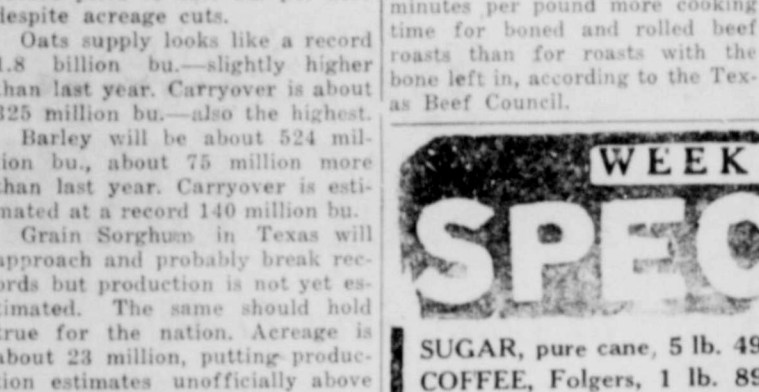 despite acreage cuts.
Oats supply looks like a record
1.8 billion bu.—slightly higher
than last year. Carryover is about
325 million bu.—also the highest.
Barley will be about 524 mil-
lion bu., about 75 million more
than last year. Carryover is esti-
mated at a record 140 million bu.
Grain Sorghum in Texas will
approach and probably break rec-
ords but production is not yet es-
timated. The same should hold
true for the nation. Acreage is
about 23 million, putting produc-
tion estimates unofficially above
minutes per pound more cooking
time for boned and rolled beef
roasts than for roasts with the
bone left in, according to the Tex-
as Beef Council.
WEEK
SPEC
SUGAR, pure cane, 5 lb. 49
COFFEE, Folgers, 1 lb. 89